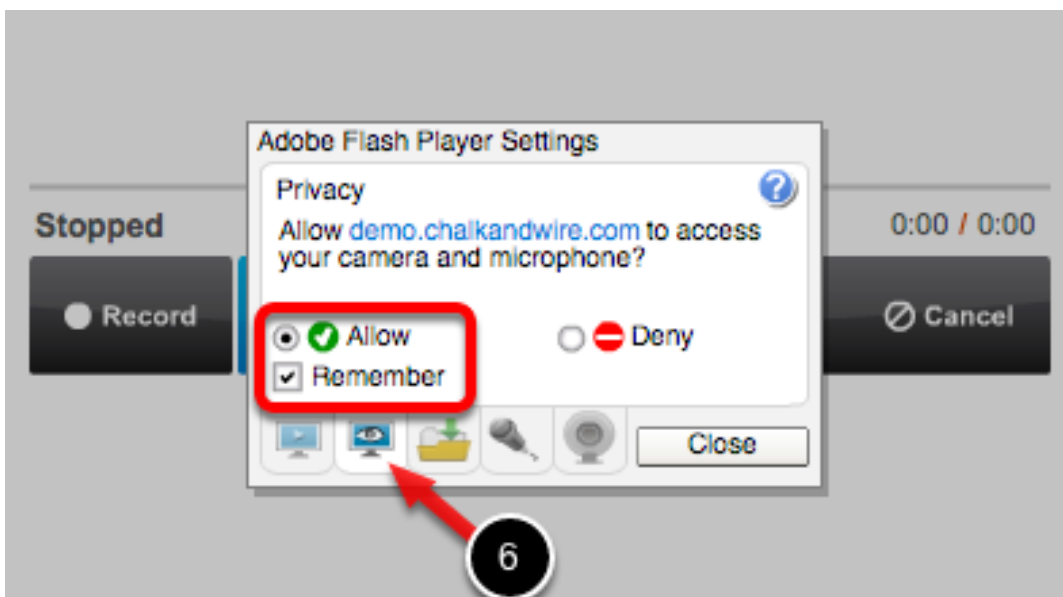 Adobe Flash Player Settings
Privacy
Allow demo.chalkandwire.com to access
your camera and microphone?
Stopped
0:00 / 0:00
Record
Allow
Deny
Cancel
Remember
Close
6